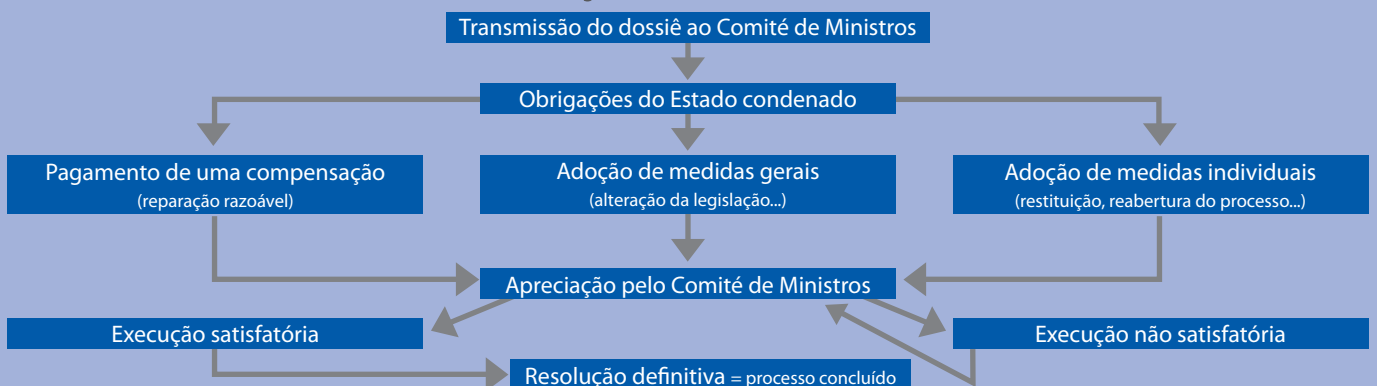 Transmissão do dossiê ao Comité de Ministros
Obrigações do Estado condenado
Pagamento de uma compensação
(reparação razoável)
Adoção de medidas gerais
(alteração da legislação...)
Adoção de medidas individuais
(restituição, reabertura do processo...)
Apreciação pelo Comité de Ministros
Execução satisfatória
Execução não satisfatória
Resolução definitiva = processo concluído